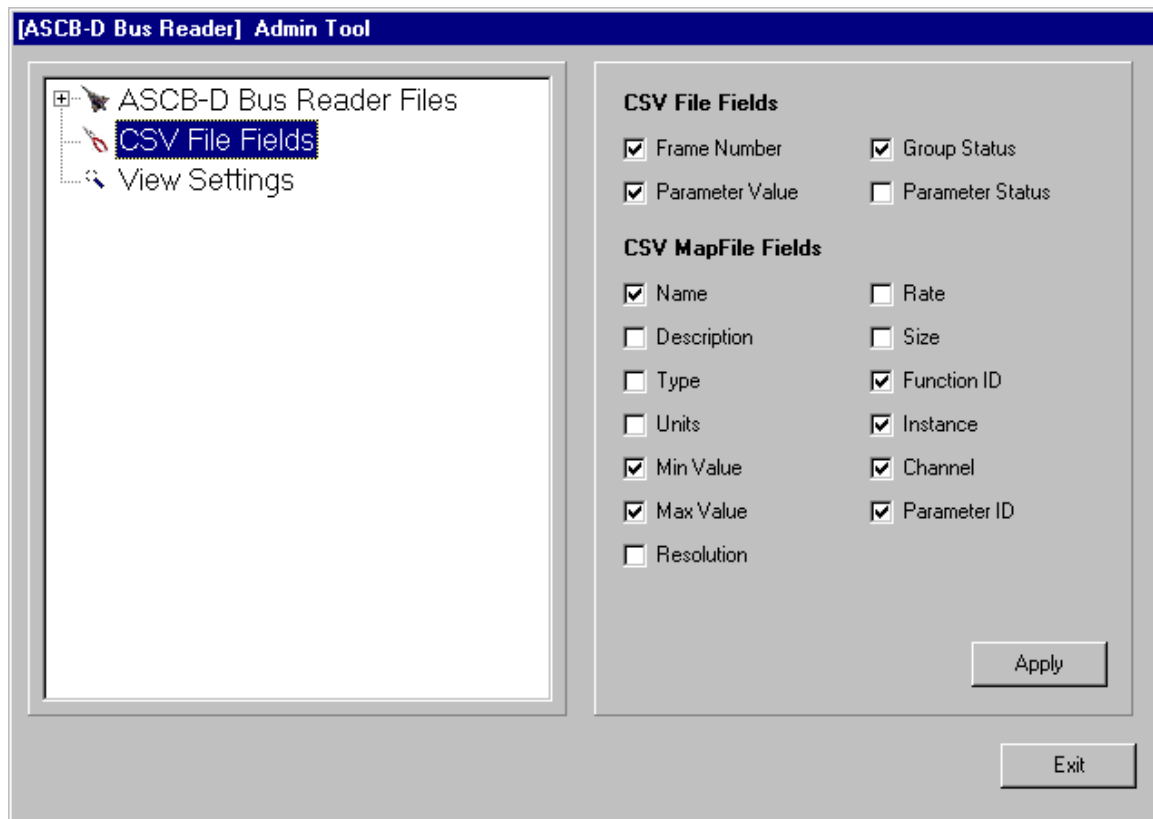 [ASCB-D Bus Reader] Admin Tool
ASCB-D Bus Reader Files
CSV File Fields
View Settings
CSV File Fields
Frame Number
Group Status
Parameter Value
Parameter Status
CSV MapFile Fields
Name
Rate
Description
Size
Type
Function ID
Units
Instance
Min Value
Channel
Max Value
Parameter ID
Resolution
Apply
Exit